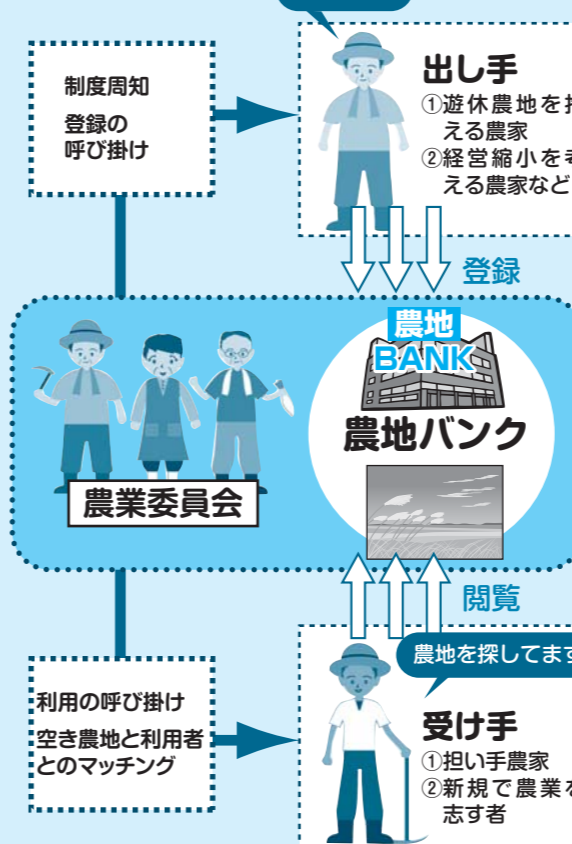 制度周知
登録の
呼び掛け
出し手
①遊休農地を抱
える農家
②経営縮小を考
える農家など
登録
農地
BANK
農地バンク
農業委員会
閲覧
農地を探してます
利用の呼び掛け
空き農地と利用者
とのマッチング
受け手
①担い手農家
②新規で農業を
志す者